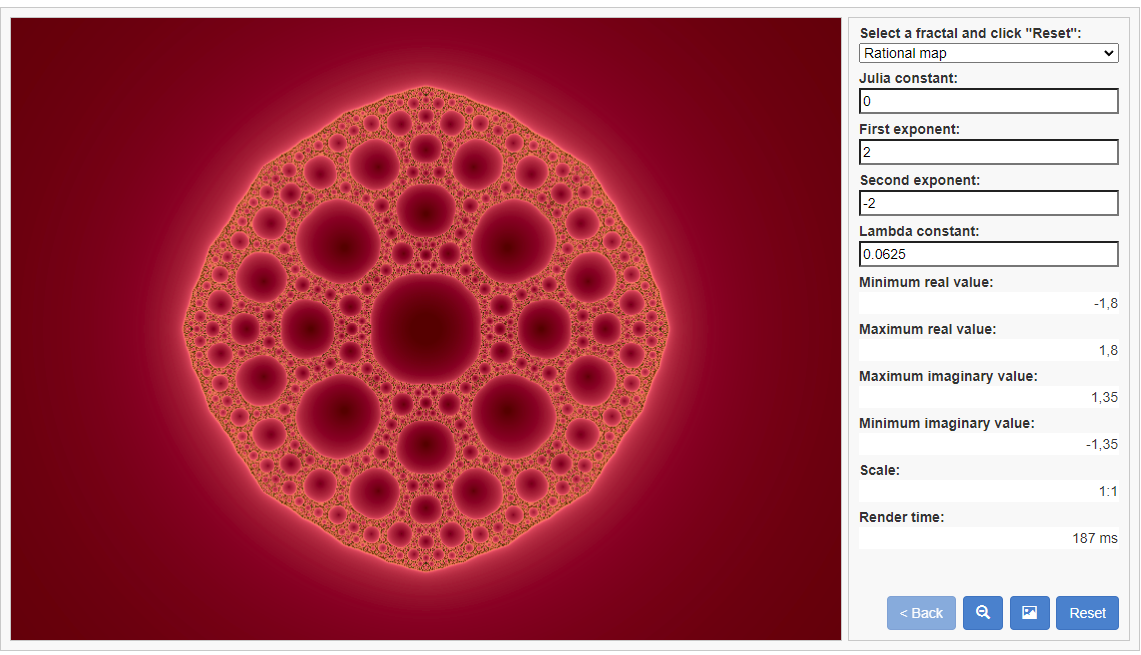 Select a fractal and click "Reset":
Rational map
Julia constant:
0
First exponent:
2
Second exponent:
-2
Lambda constant:
0.0625
Minimum real value:
-1,8
Maximum real value:
1,8
Maximum imaginary value:
1,35
Minimum imaginary value:
-1,35
Scale:
1:1
Render time:
187 ms
< Back Reset